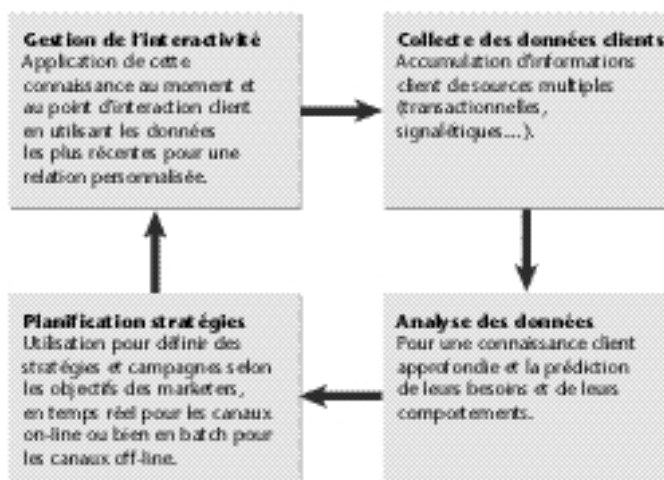 Gestion de l'interactivité
Application de cette
connaissance au moment et
au point d'interaction client
en utilisant les données
les plus récentes pour une
relation personnalisée.
Collecte des données clients
Accumulation d'informations
client de sources multiples
(transactionnelles,
signalétiques...).
Planification stratégies
Utilisation pour définir des
stratégies et campagnes selon
les objectifs des marketers,
en temps réel pour les canaux
on-line ou bien en batch pour
les canaux off-line.
Analyse des données
Pour une connaissance client
approfondie et la prédiction
de leurs besoins et de leurs
comportements.